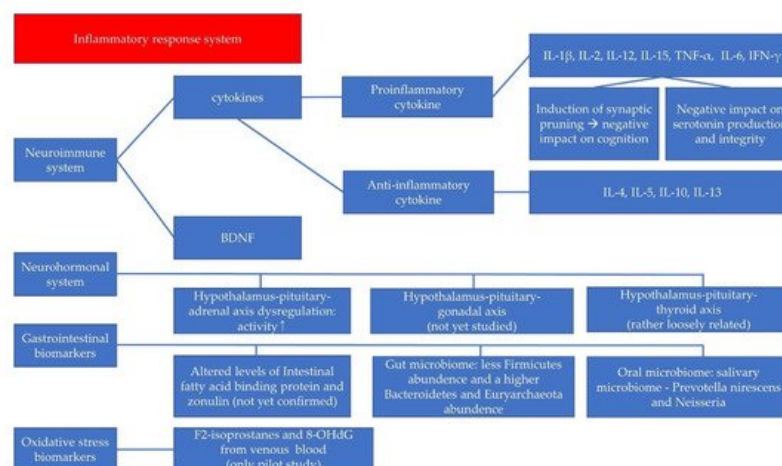 Inflammatory response system
IL-1β, IL-2, IL-12, IL-15, TNF-α, IL-6, IFN-γ
cytokines
Proinflammatory
cytokine
Induction of synaptic
pruning → negative
impact on cognition
Negative impact on
serotonin production
and integrity
Neuroimmune
system
Anti-inflammatory
cytokine
IL-4, IL-5, IL-10, IL-13
BDNF
Neurohormonal
system
Hypothalamus-pituitary-
adrenal axis dysregulation:
activity↑
Hypothalamus-pituitary-
gonadal axis
(not yet studied)
Hypothalamus-pituitary-
thyroid axis
(rather loosely related)
Gastrointestinal
biomarkers
Altered levels of Intestinal
fatty acid binding protein and
zonulin (not yet confirmed)
Gut microbiome: less Firmicutes
abundance and a higher
Bacteroidetes and Euryarchaeota
abundance
Oral microbiome: salivary
microbiome - Prevotella nirescens
and Neisseria
Oxidative stress
biomarkers
F2-isoprostanes and 8-OHdG
from venous blood
(only pilot study)